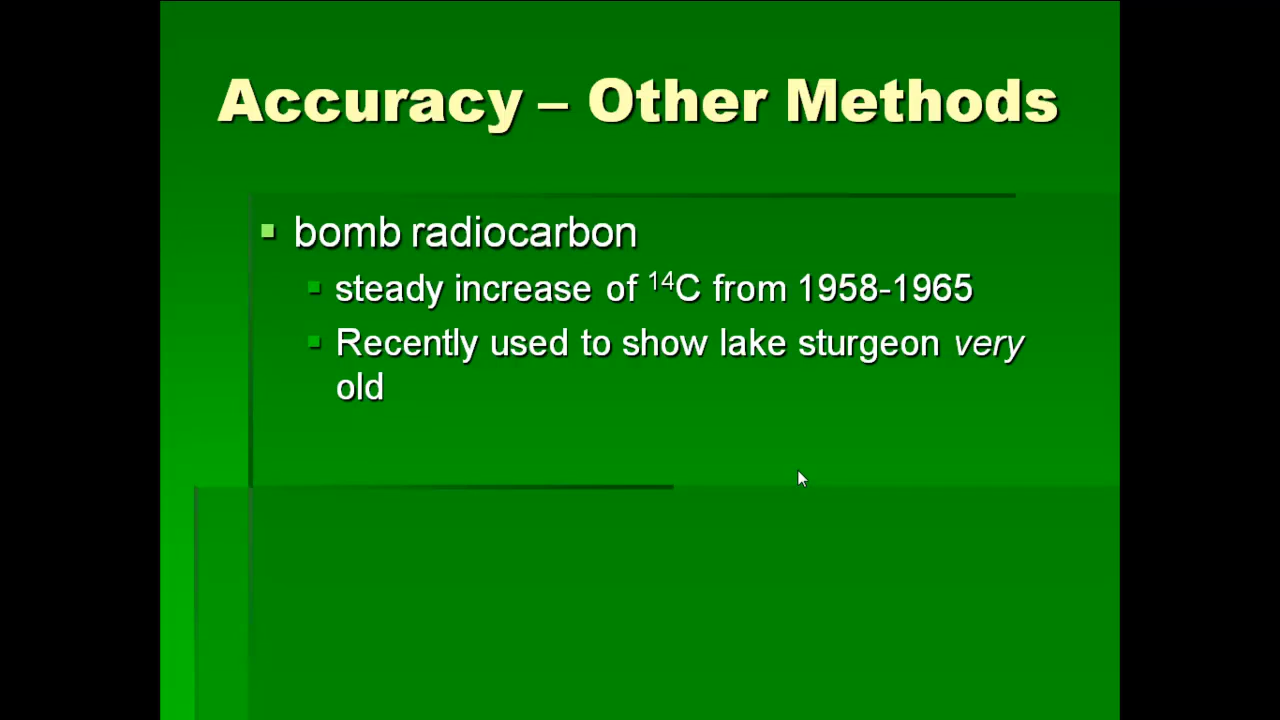 Accuracy – Other Methods
bomb radiocarbon
steady increase of ¹⁴C from 1958-1965
Recently used to show lake sturgeon very
old